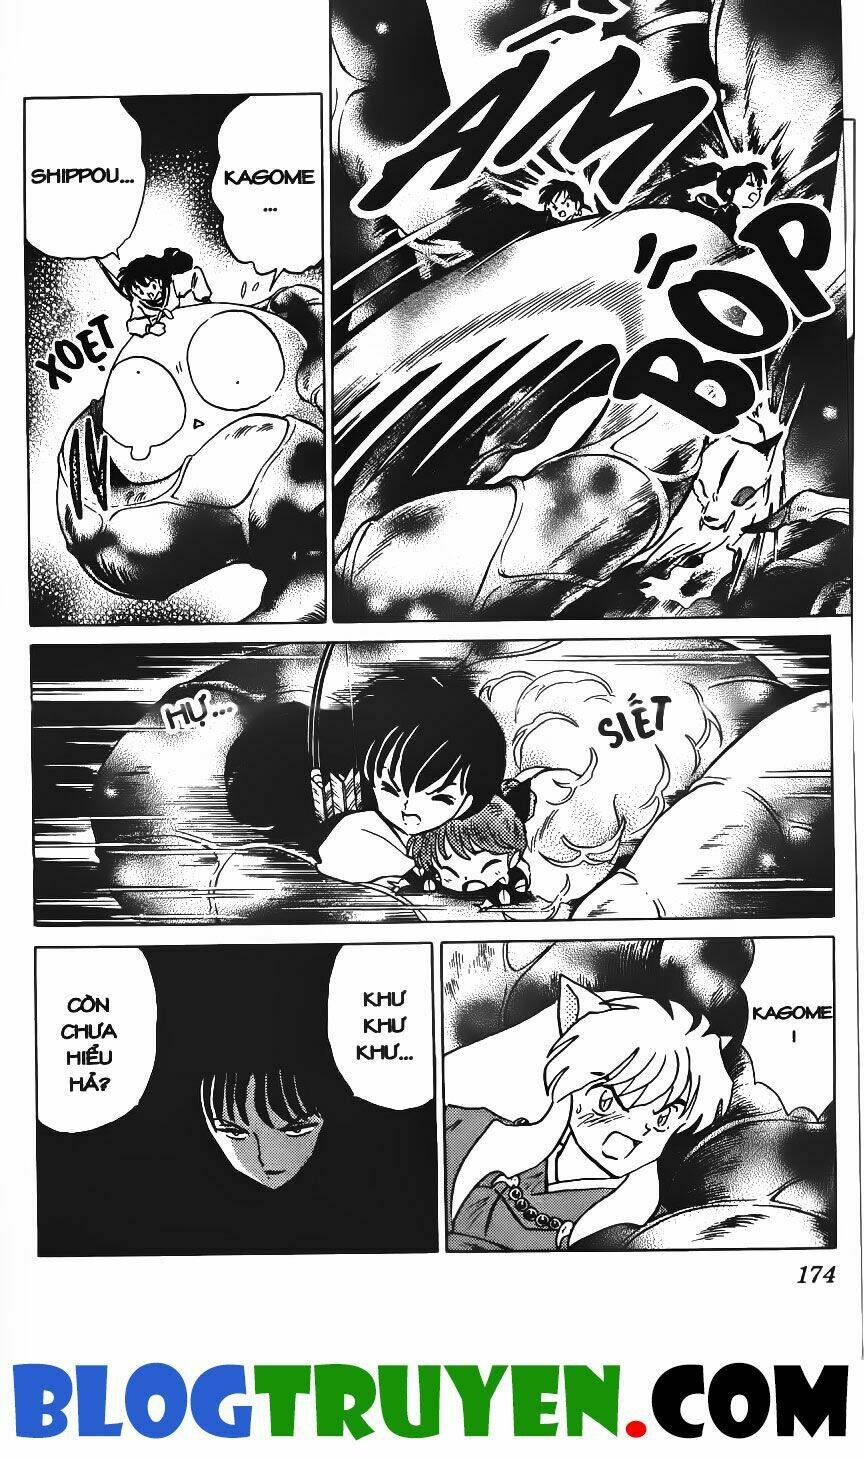 ẦM
BỐP
KAGOME
...
SHIPPOU...
XOẸT
SIẾT
HỰ...
KAGOME
!
KHƯ
KHƯ
KHƯ...
CÒN
CHƯA
HIỂU
HẢ?
174
BLOGTRUYEN.COM